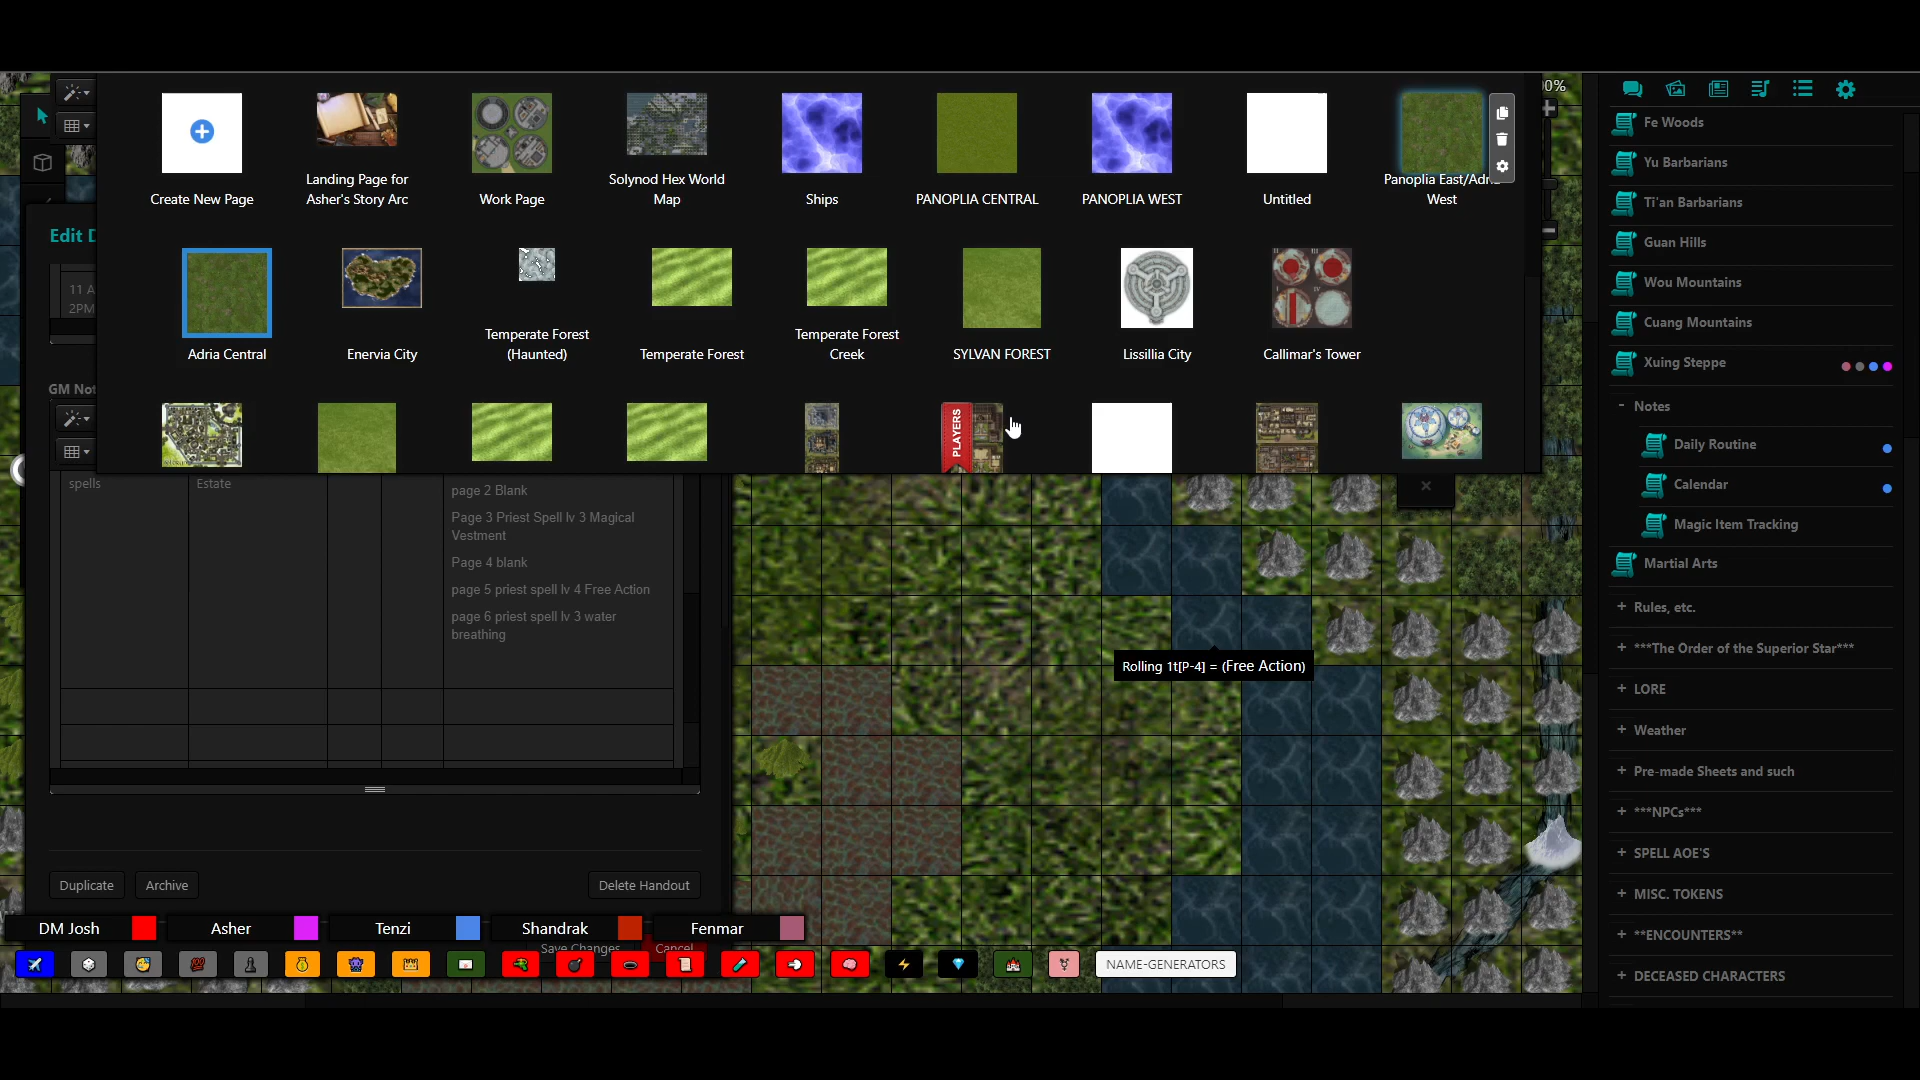 00%
Create New Page
Landing Page for
Asher's Story Arc
Work Page
Solynod Hex World
Map
Ships
PANOPLIA CENTRAL
PANOPLIA WEST
Untitled
Panoplia East/Adri
West
Edit
11 A
2PM
Adria Central
Enervia City
Temperate Forest
(Haunted)
Temperate Forest
Temperate Forest
Creek
SYLVAN FOREST
Lissillia City
Callimar's Tower
GM Not
PLAYERS
spells
Estate
page 2 Blank
Page 3 Priest Spell lv 3 Magical
Vestment
Page 4 blank
page 5 priest spell lv 4 Free Action
page 6 priest spell lv 3 water
breathing
Rolling 1t[P-4] = (Free Action)
Duplicate
Archive
Delete Handout
DM Josh
Asher
Tenzi
Shandrak
Fenmar
Save Changes
Cancel
NAME-GENERATORS
Fe Woods
Yu Barbarians
Ti'an Barbarians
Guan Hills
Wou Mountains
Cuang Mountains
Xuing Steppe
- Notes
Daily Routine
Calendar
Magic Item Tracking
Martial Arts
+ Rules, etc.
+ ***The Order of the Superior Star***
+ LORE
+ Weather
+ Pre-made Sheets and such
+ ***NPCs***
+ SPELL AOE'S
+ MISC. TOKENS
+ **ENCOUNTERS**
+ DECEASED CHARACTERS